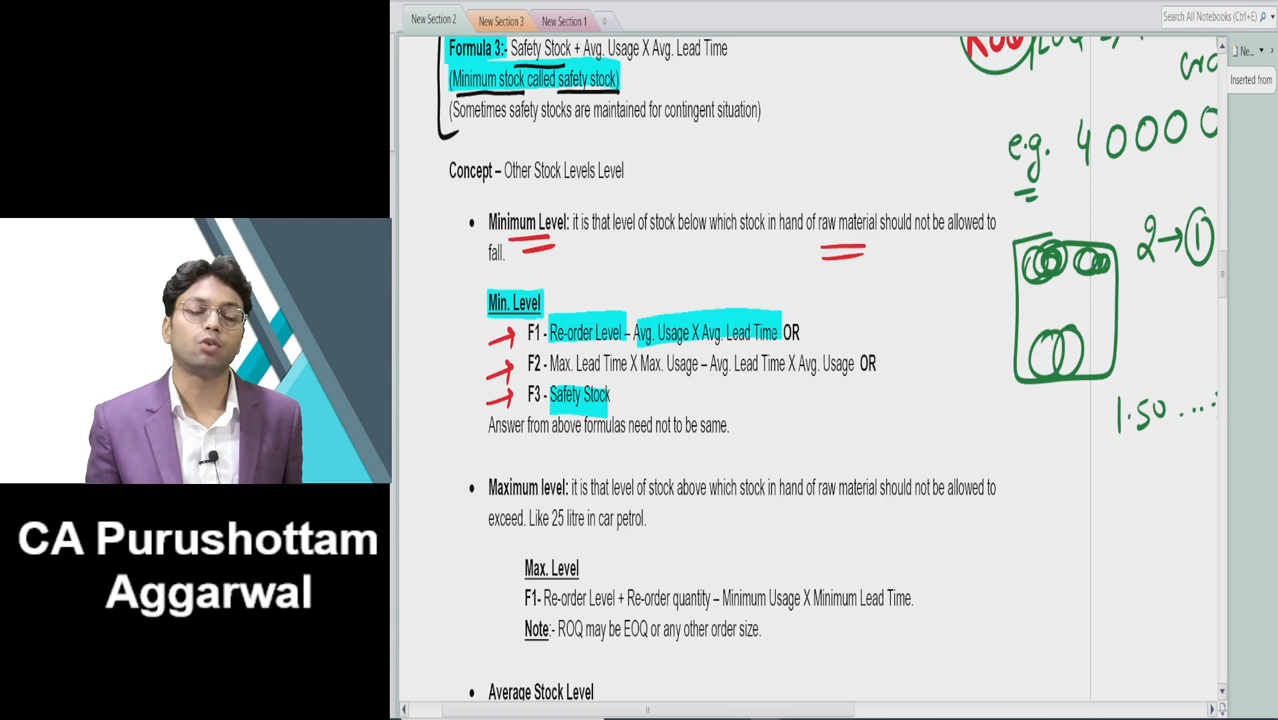 New Section 2
New Section 3
New Section 1
Search All Notebooks (Ctrl+E)
Ne...
Inserted from
Formula 3:- Safety Stock + Avg. Usage X Avg. Lead Time
(Minimum stock called safety stock)
(Sometimes safety stocks are maintained for contingent situation)
e.g. 40000
Concept – Other Stock Levels Level
• Minimum Level: it is that level of stock below which stock in hand of raw material should not be allowed to
fall.
2→①
Min. Level
F1 - Re-order Level – Avg. Usage X Avg. Lead Time OR
F2 - Max. Lead Time X Max. Usage – Avg. Lead Time X Avg. Usage OR
F3 - Safety Stock
1.50 ....
Answer from above formulas need not to be same.
• Maximum level: it is that level of stock above which stock in hand of raw material should not be allowed to
exceed. Like 25 litre in car petrol.
Max. Level
F1- Re-order Level + Re-order quantity – Minimum Usage X Minimum Lead Time.
Note:- ROQ may be EOQ or any other order size.
• Average Stock Level
CA Purushottam
Aggarwal